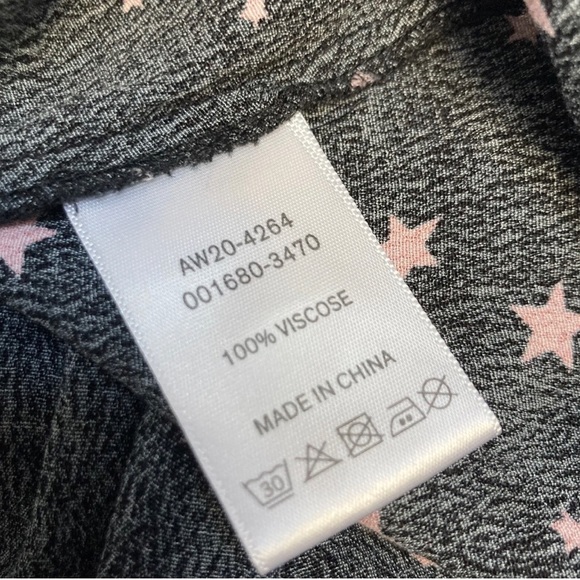 AW20-4264
001680-3470
100% VISCOSE
MADE IN CHINA
30